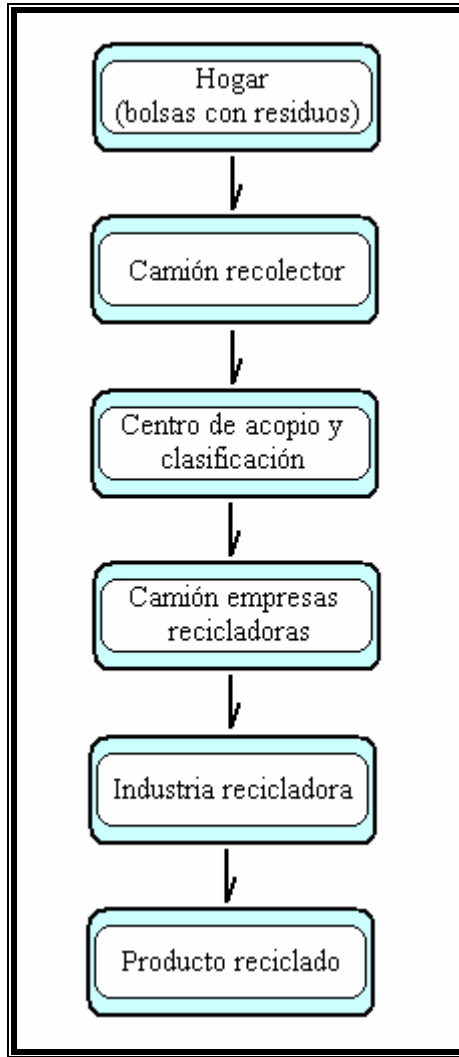 Hogar
(bolsas con residuos)
Camión recolector
Centro de acopio y
clasificación
Camión empresas
recicladoras
Industria recicladora
Producto reciclado